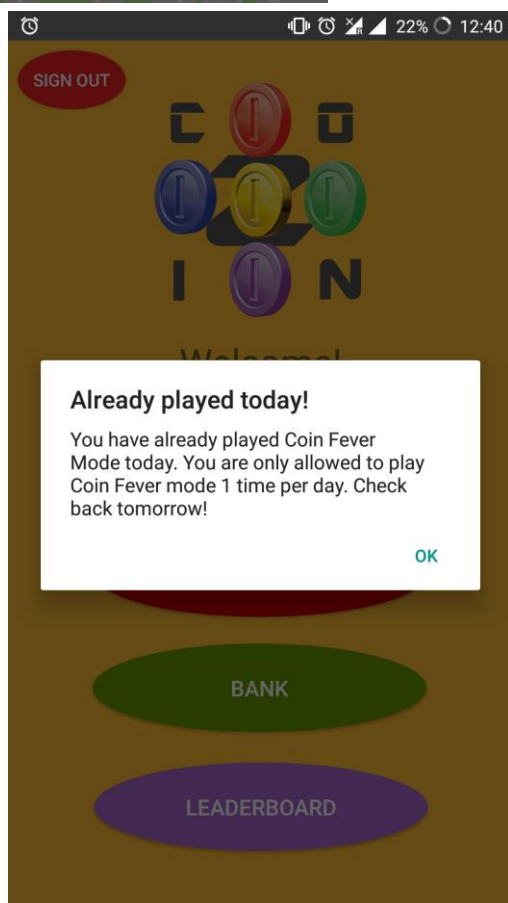 22% 12:40
SIGN OUT
C O
I N
Welcome!
Already played today!
You have already played Coin Fever
Mode today. You are only allowed to play
Coin Fever mode 1 time per day. Check
back tomorrow!
OK
BANK
LEADERBOARD